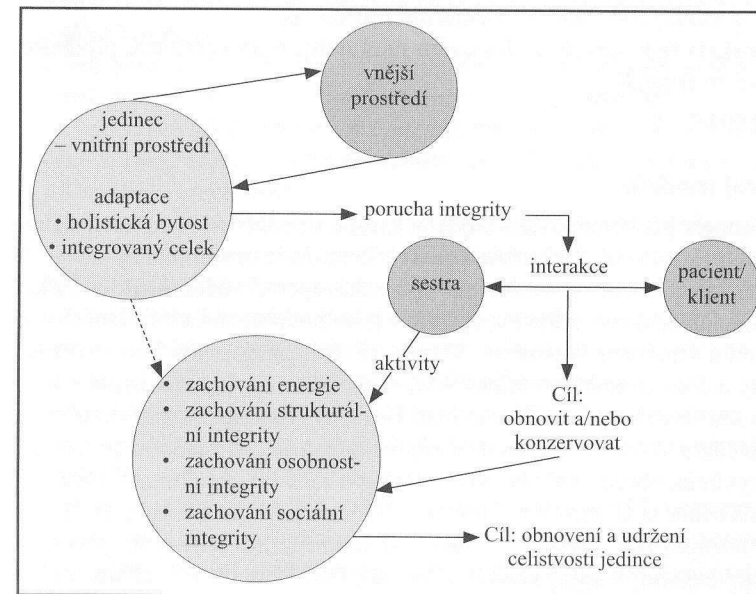 vnější
prostředí
jedinec
– vnitřní prostředí
adaptace
• holistická bytost
• integrovaný celek
porucha integrity
interakce
sestra
pacient/
klient
aktivity
• zachování energie
• zachování strukturál-
ní integrity
• zachování osobnost-
ní integrity
• zachování sociální
integrity
Cíl:
obnovit a/nebo
konzervovat
Cíl: obnovení a udržení
celistvosti jedince